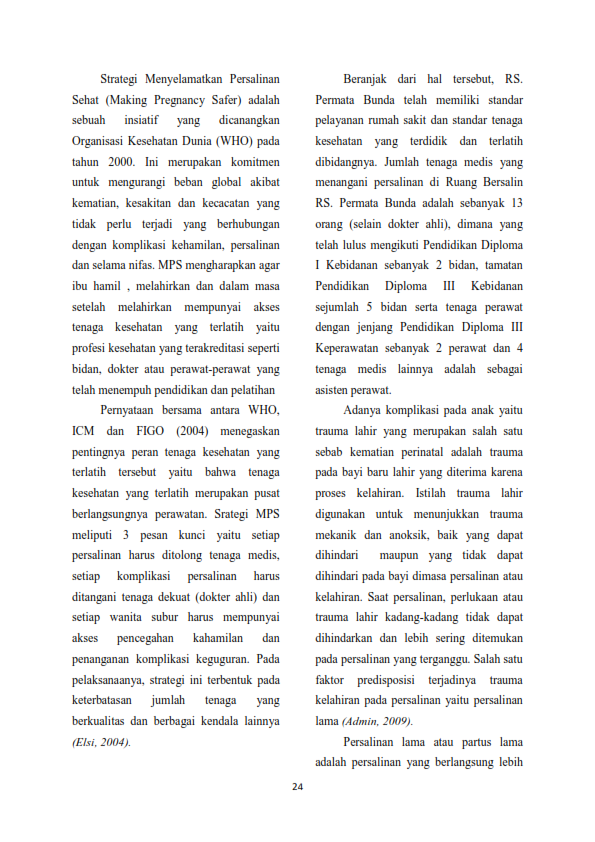 Strategi Menyelamatkan Persalinan
Sehat (Making Pregnancy Safer) adalah
sebuah insiatif yang dicanangkan
Organisasi Kesehatan Dunia (WHO) pada
tahun 2000. Ini merupakan komitmen
untuk mengurangi beban global akibat
kematian, kesakitan dan kecacatan yang
tidak perlu terjadi yang berhubungan
dengan komplikasi kehamilan, persalinan
dan selama nifas. MPS mengharapkan agar
ibu hamil , melahirkan dan dalam masa
setelah melahirkan mempunyai akses
tenaga kesehatan yang terlatih yaitu
profesi kesehatan yang terakreditasi seperti
bidan, dokter atau perawat-perawat yang
telah menempuh pendidikan dan pelatihan
Pernyataan bersama antara WHO,
ICM dan FIGO (2004) menegaskan
pentingnya peran tenaga kesehatan yang
terlatih tersebut yaitu bahwa tenaga
kesehatan yang terlatih merupakan pusat
berlangsungnya perawatan. Srategi MPS
meliputi 3 pesan kunci yaitu setiap
persalinan harus ditolong tenaga medis,
setiap komplikasi persalinan harus
ditangani tenaga dekuat (dokter ahli) dan
setiap wanita subur harus mempunyai
akses pencegahan kahamilan dan
penanganan komplikasi keguguran. Pada
pelaksanaanya, strategi ini terbentuk pada
keterbatasan jumlah tenaga yang
berkualitas dan berbagai kendala lainnya
(Elsi, 2004).
Beranjak dari hal tersebut, RS.
Permata Bunda telah memiliki standar
pelayanan rumah sakit dan standar tenaga
kesehatan yang terdidik dan terlatih
dibidangnya. Jumlah tenaga medis yang
menangani persalinan di Ruang Bersalin
RS. Permata Bunda adalah sebanyak 13
orang (selain dokter ahli), dimana yang
telah lulus mengikuti Pendidikan Diploma
I Kebidanan sebanyak 2 bidan, tamatan
Pendidikan Diploma III Kebidanan
sejumlah 5 bidan serta tenaga perawat
dengan jenjang Pendidikan Diploma III
Keperawatan sebanyak 2 perawat dan 4
tenaga medis lainnya adalah sebagai
asisten perawat.
Adanya komplikasi pada anak yaitu
trauma lahir yang merupakan salah satu
sebab kematian perinatal adalah trauma
pada bayi baru lahir yang diterima karena
proses kelahiran. Istilah trauma lahir
digunakan untuk menunjukkan trauma
mekanik dan anoksik, baik yang dapat
dihindari maupun yang tidak dapat
dihindari pada bayi dimasa persalinan atau
kelahiran. Saat persalinan, perlukaan atau
trauma lahir kadang-kadang tidak dapat
dihindarkan dan lebih sering ditemukan
pada persalinan yang terganggu. Salah satu
faktor predisposisi terjadinya trauma
kelahiran pada persalinan yaitu persalinan
lama (Admin, 2009).
Persalinan lama atau partus lama
adalah persalinan yang berlangsung lebih
24